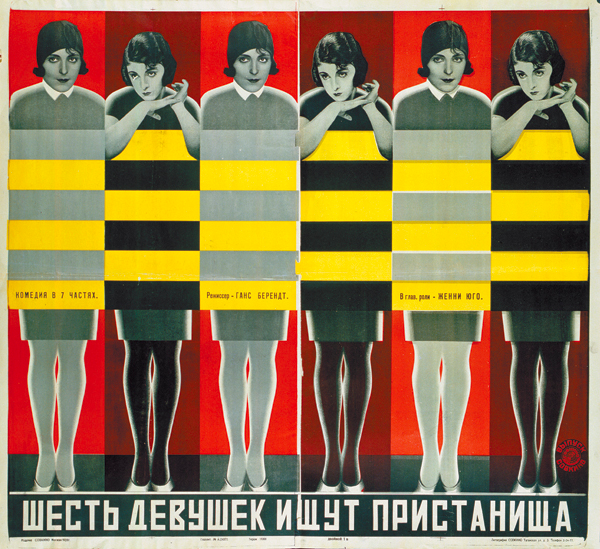 КОМЕДИЯ В 7 ЧАСТЯХ.
Режиссер - ГАНС БЕРЕНДТ.
В глав. роли - ЖЕННИ ЮГО.
ШЕСТЬ ДЕВУШЕК ИЩУТ ПРИСТАНИЩА